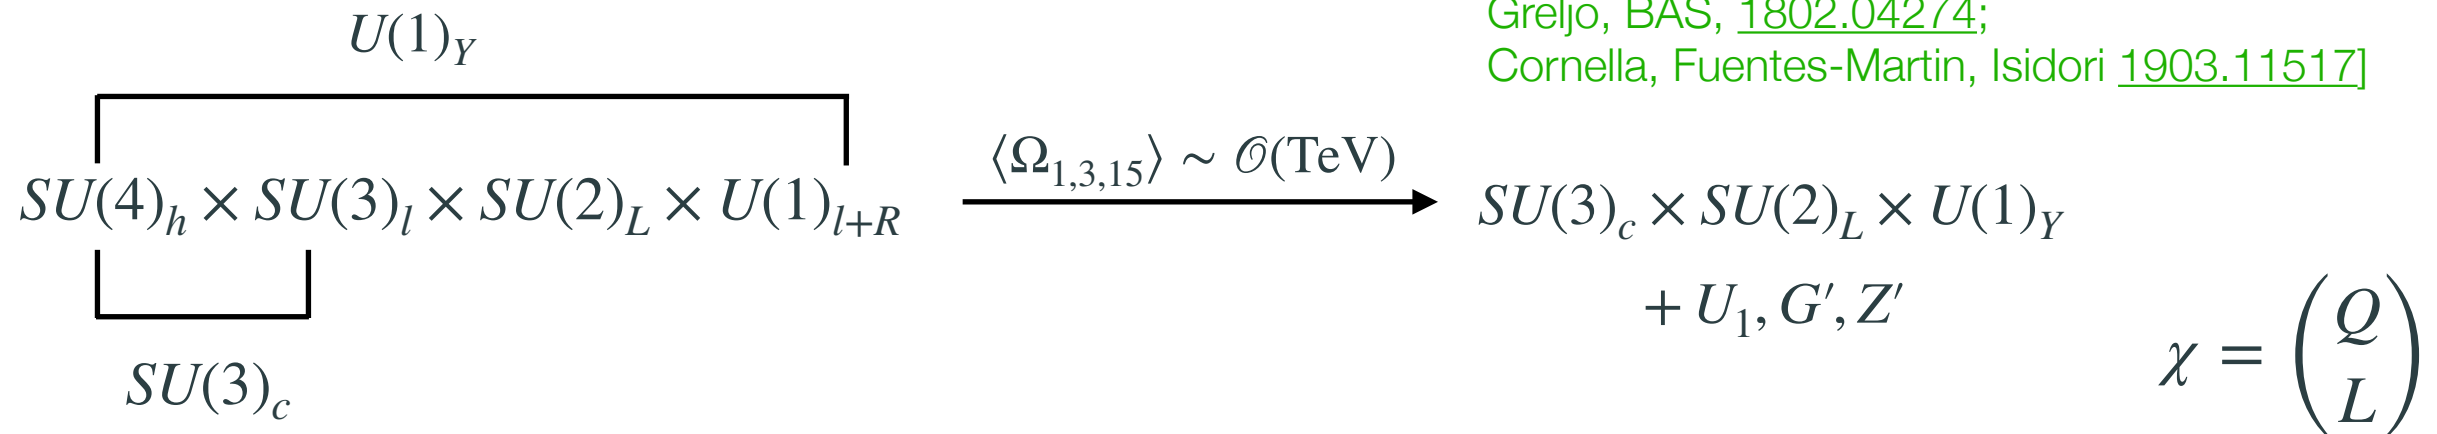 Greljo, BAS, 1802.04274;
Cornella, Fuentes-Martin, Isidori 1903.11517]
U(1)_Y
SU(4)_h × SU(3)_l × SU(2)_L × U(1)_{l+R}
⟨Ω_{1,3,15}⟩ ∼ 𝒪(TeV)
SU(3)_c × SU(2)_L × U(1)_Y
+ U_1, G′, Z′
SU(3)_c
χ = (Q
L)